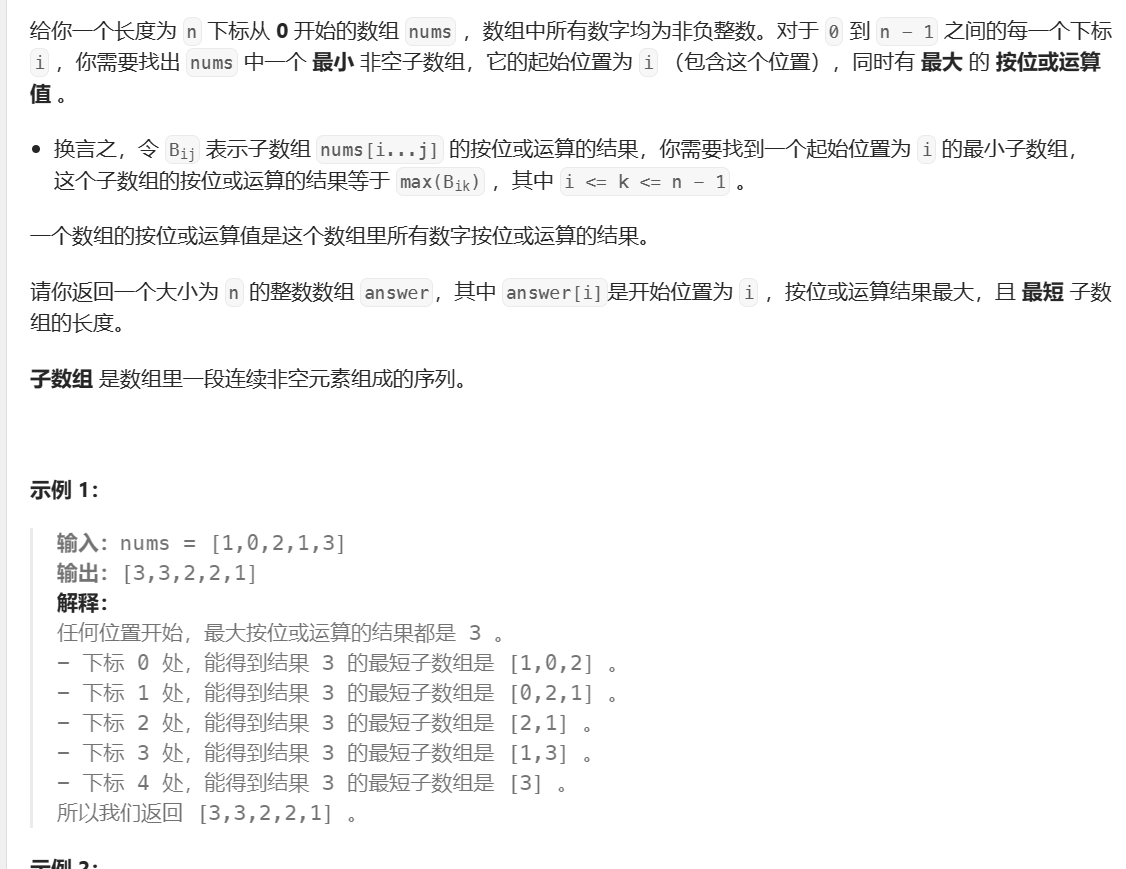 给你一个长度为 n 下标从 0 开始的数组 nums ，数组中所有数字均为非负整数。对于 0 到 n - 1 之间的每一个下标
i ，你需要找出 nums 中一个 最小 非空子数组，它的起始位置为 i （包含这个位置），同时有 最大 的 按位或运算
值 。
• 换言之，令 Bij 表示子数组 nums[i...j] 的按位或运算的结果，你需要找到一个起始位置为 i 的最小子数组，
这个子数组的按位或运算的结果等于 max(Bik) ，其中 i <= k <= n - 1 。
一个数组的按位或运算值是这个数组里所有数字按位或运算的结果。
请你返回一个大小为 n 的整数数组 answer，其中 answer[i]是开始位置为 i ，按位或运算结果最大，且 最短 子数
组的长度。
子数组 是数组里一段连续非空元素组成的序列。
示例 1：
输入：nums = [1,0,2,1,3]
输出：[3,3,2,2,1]
解释：
任何位置开始，最大按位或运算的结果都是 3 。
- 下标 0 处，能得到结果 3 的最短子数组是 [1,0,2] 。
- 下标 1 处，能得到结果 3 的最短子数组是 [0,2,1] 。
- 下标 2 处，能得到结果 3 的最短子数组是 [2,1] 。
- 下标 3 处，能得到结果 3 的最短子数组是 [1,3] 。
- 下标 4 处，能得到结果 3 的最短子数组是 [3] 。
所以我们返回 [3,3,2,2,1] 。